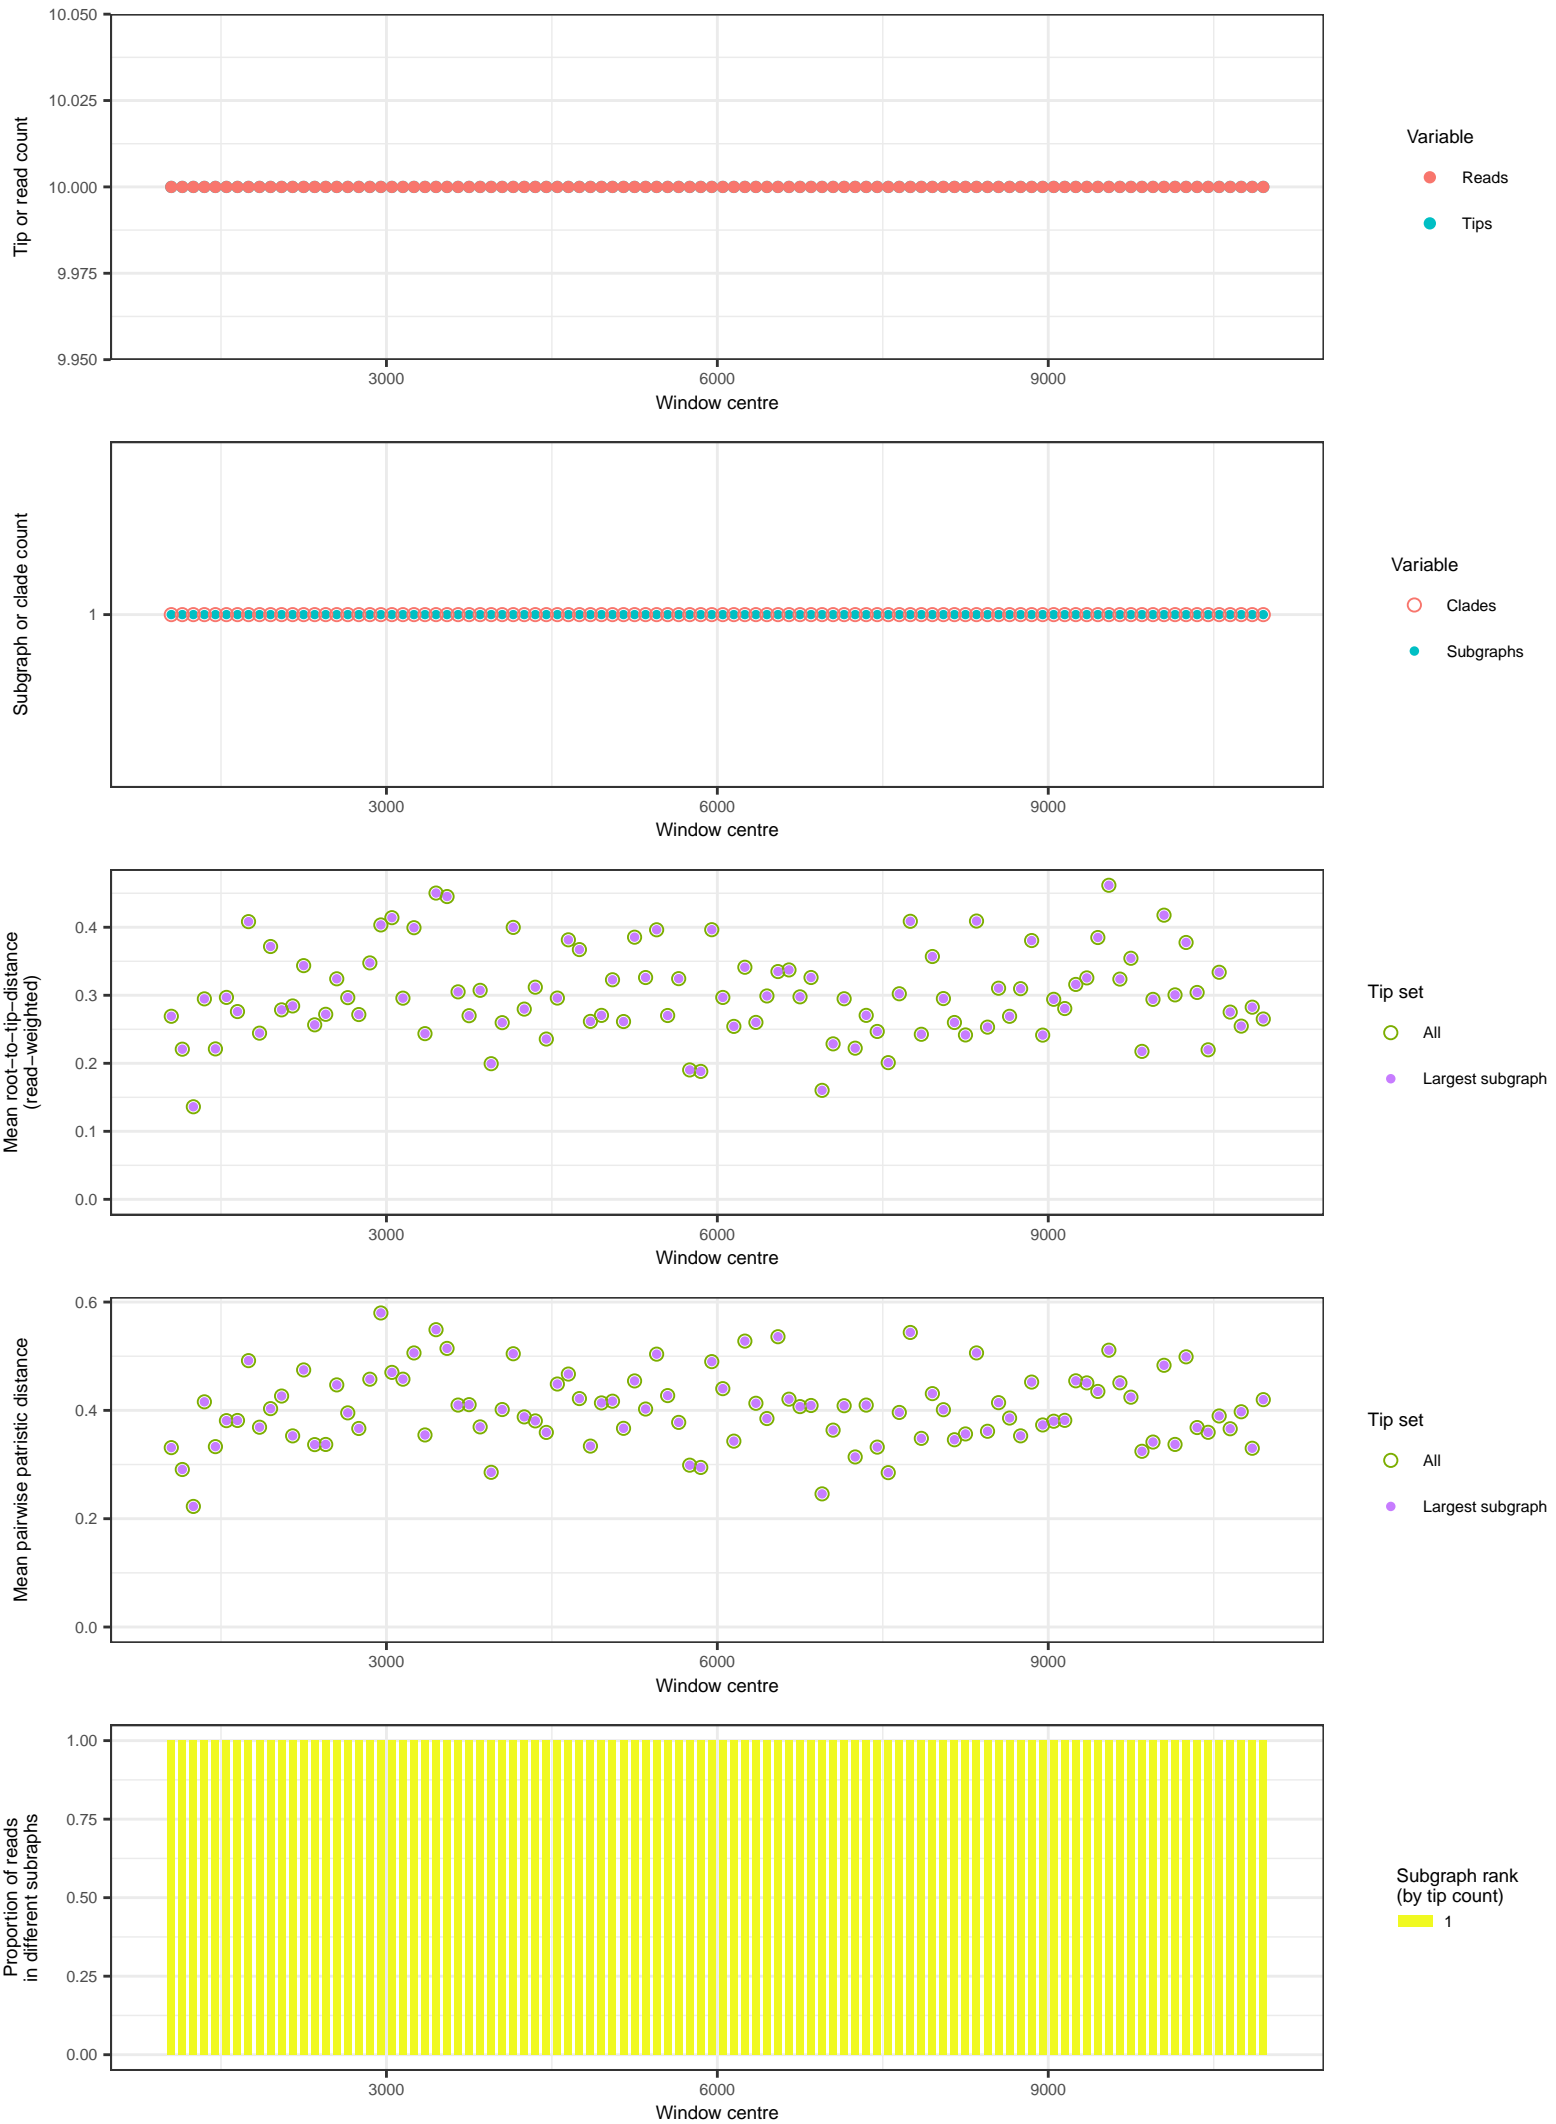 10.050
10.025
10.000
9.975
9.950
Tip or read count
3000 6000 9000
Window centre
Variable
Reads
Tips
1
Subgraph or clade count
3000 6000 9000
Window centre
Variable
Clades
Subgraphs
0.4
0.3
0.2
0.1
0.0
Mean root−to−tip−distance
(read−weighted)
3000 6000 9000
Window centre
Tip set
All
Largest subgraph
0.6
0.4
0.2
0.0
Mean pairwise patristic distance
3000 6000 9000
Window centre
Tip set
All
Largest subgraph
1.00
0.75
0.50
0.25
0.00
Proportion of reads
in different subraphs
3000 6000 9000
Window centre
Subgraph rank
(by tip count)
1